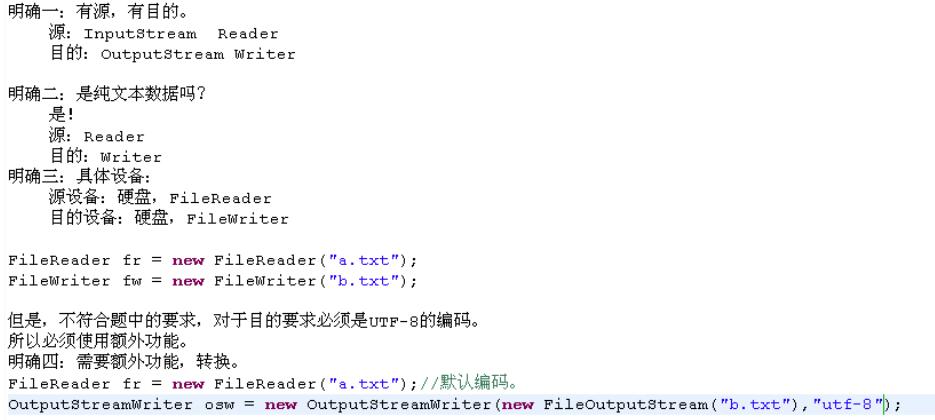 明确一：有源，有目的。
源：InputStream Reader
目的：OutputStream Writer
明确二：是纯文本数据吗？
是！
源：Reader
目的：Writer
明确三：具体设备：
源设备：硬盘，FileReader
目的设备：硬盘，FileWriter
FileReader fr = new FileReader("a.txt");
FileWriter fw = new FileWriter("b.txt");
但是，不符合题中的要求，对于目的要求必须是UTF-8的编码。
所以必须使用额外功能。
明确四：需要额外功能，转换。
FileReader fr = new FileReader("a.txt");//默认编码。
OutputStreamWriter osw = new OutputStreamWriter(new FileOutputStream("b.txt"),"utf-8");